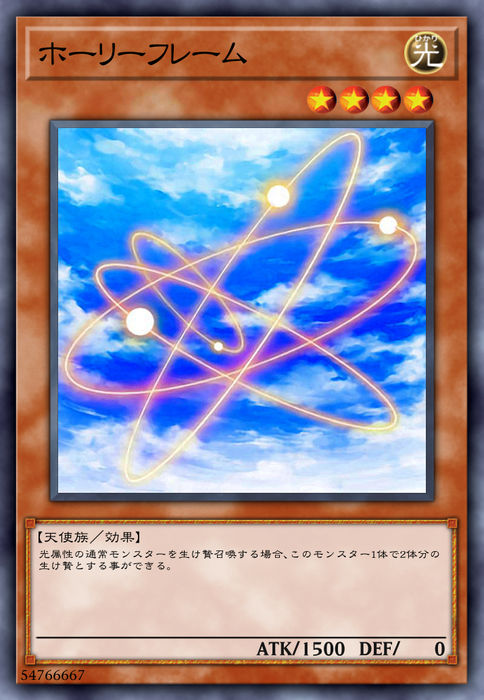 ホーリーフレーム
ひかり
光
【天使族／効果】
光属性の通常モンスターを生け贄召喚する場合、このモンスター1体で2体分の
生け贄とする事ができる。
ATK/1500 DEF/ 0
54766667